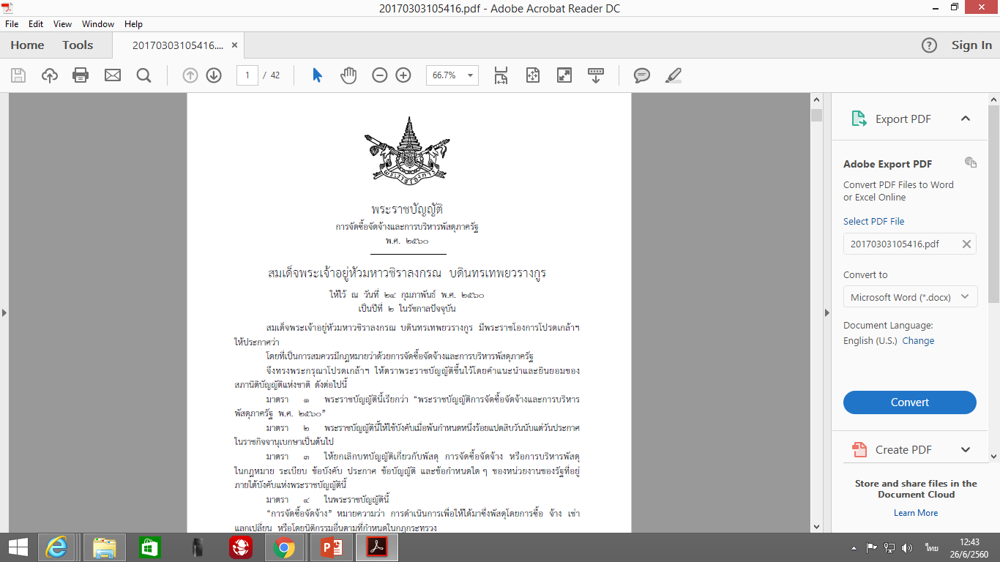 20170303105416.pdf - Adobe Acrobat Reader DC
File Edit View Window Help
Home Tools 20170303105416.... × ? Sign In
1 / 42 66.7%
พระราชโองการ
พระราชบัญญัติ
การจัดซื้อจัดจ้างและการบริหารพัสดุภาครัฐ
พ.ศ. ๒๕๖๐
สมเด็จพระเจ้าอยู่หัวมหาวชิราลงกรณ บดินทรเทพยวรางกูร
ให้ไว้ ณ วันที่ ๒๔ กุมภาพันธ์ พ.ศ. ๒๕๖๐
เป็นปีที่ ๒ ในรัชกาลปัจจุบัน
สมเด็จพระเจ้าอยู่หัวมหาวชิราลงกรณ บดินทรเทพยวรางกูร มีพระราชโองการโปรดเกล้าฯ
ให้ประกาศว่า
โดยที่เป็นการสมควรมีกฎหมายว่าด้วยการจัดซื้อจัดจ้างและการบริหารพัสดุภาครัฐ
จึงทรงพระกรุณาโปรดเกล้าฯ ให้ตราพระราชบัญญัติขึ้นไว้โดยคำแนะนำและยินยอมของ
สภานิติบัญญัติแห่งชาติ ดังต่อไปนี้
มาตรา ๑ พระราชบัญญัตินี้เรียกว่า “พระราชบัญญัติการจัดซื้อจัดจ้างและการบริหาร
พัสดุภาครัฐ พ.ศ. ๒๕๖๐”
มาตรา ๒ พระราชบัญญัตินี้ให้ใช้บังคับเมื่อพ้นกำหนดหนึ่งร้อยแปดสิบวันนับแต่วันประกาศ
ในราชกิจจานุเบกษาเป็นต้นไป
มาตรา ๓ ให้ยกเลิกบทบัญญัติเกี่ยวกับพัสดุ การจัดซื้อจัดจ้าง หรือการบริหารพัสดุ
ในกฎหมาย ระเบียบ ข้อบังคับ ประกาศ ข้อบัญญัติ และข้อกำหนดใด ๆ ของหน่วยงานของรัฐที่อยู่
ภายใต้บังคับแห่งพระราชบัญญัตินี้
มาตรา ๔ ในพระราชบัญญัตินี้
“การจัดซื้อจัดจ้าง” หมายความว่า การดำเนินการเพื่อให้ได้มาซึ่งพัสดุโดยการซื้อ จ้าง เช่า
แลกเปลี่ยน หรือโดยนิติกรรมอื่นตามที่กำหนดในกฎกระทรวง
Export PDF
Adobe Export PDF
Convert PDF Files to Word
or Excel Online
Select PDF File
20170303105416.pdf
Convert to
Microsoft Word (*.docx)
Document Language:
English (U.S.) Change
Convert
Create PDF
Store and share files in the
Document Cloud
Learn More
ไทย 12:43
26/6/2560